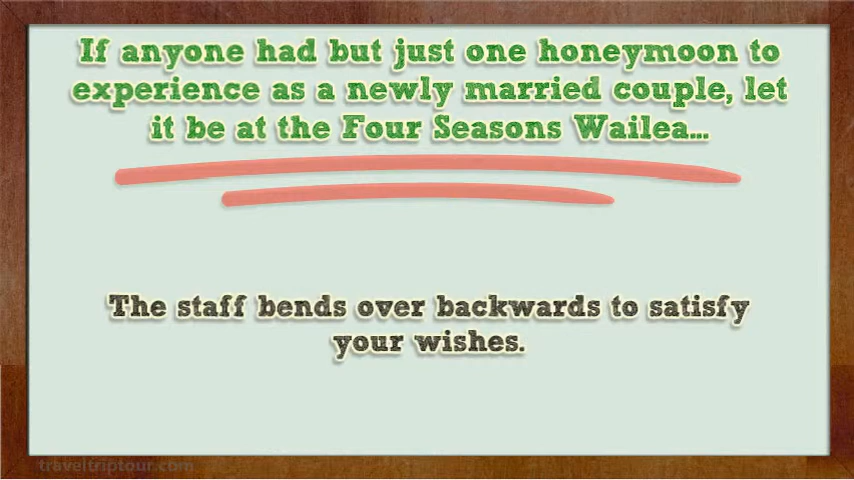 If anyone had but just one honeymoon to
experience as a newly married couple, let
it be at the Four Seasons Wailea...
The staff bends over backwards to satisfy
your wishes.
traveltriptour.com